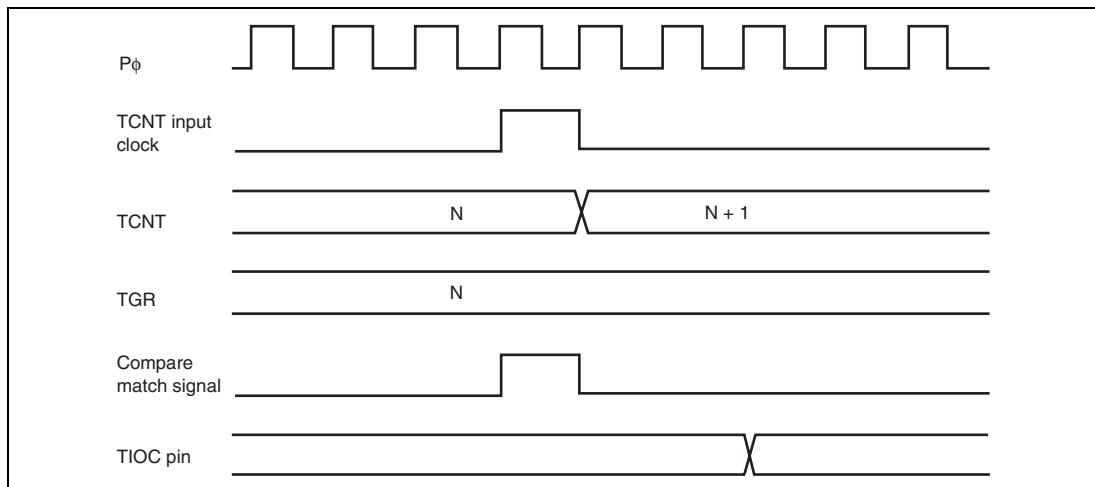 Pϕ
TCNT input
clock
TCNT
N
N + 1
TGR
N
Compare
match signal
TIOC pin